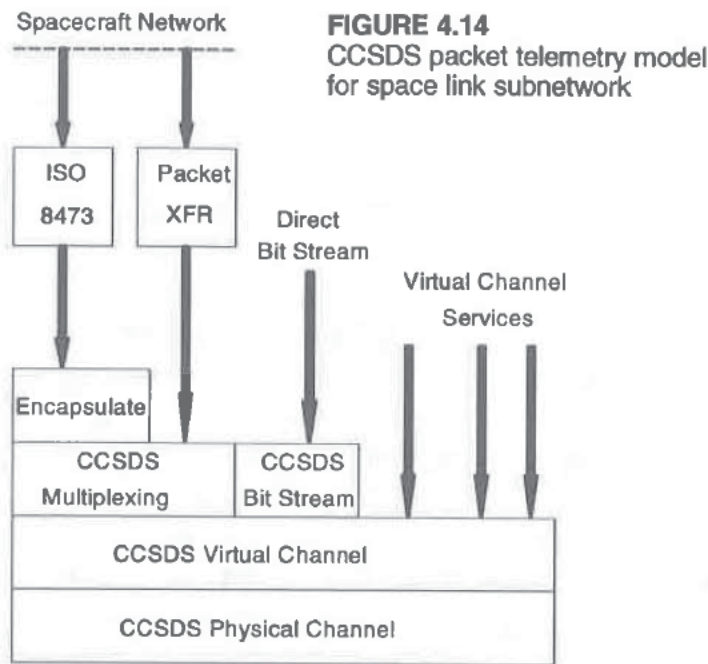 Spacecraft Network
FIGURE 4.14
CCSDS packet telemetry model
for space link subnetwork
ISO
8473
Packet
XFR
Direct
Bit Stream
Virtual Channel
Services
Encapsulate
CCSDS
Multiplexing
CCSDS
Bit Stream
CCSDS Virtual Channel
CCSDS Physical Channel